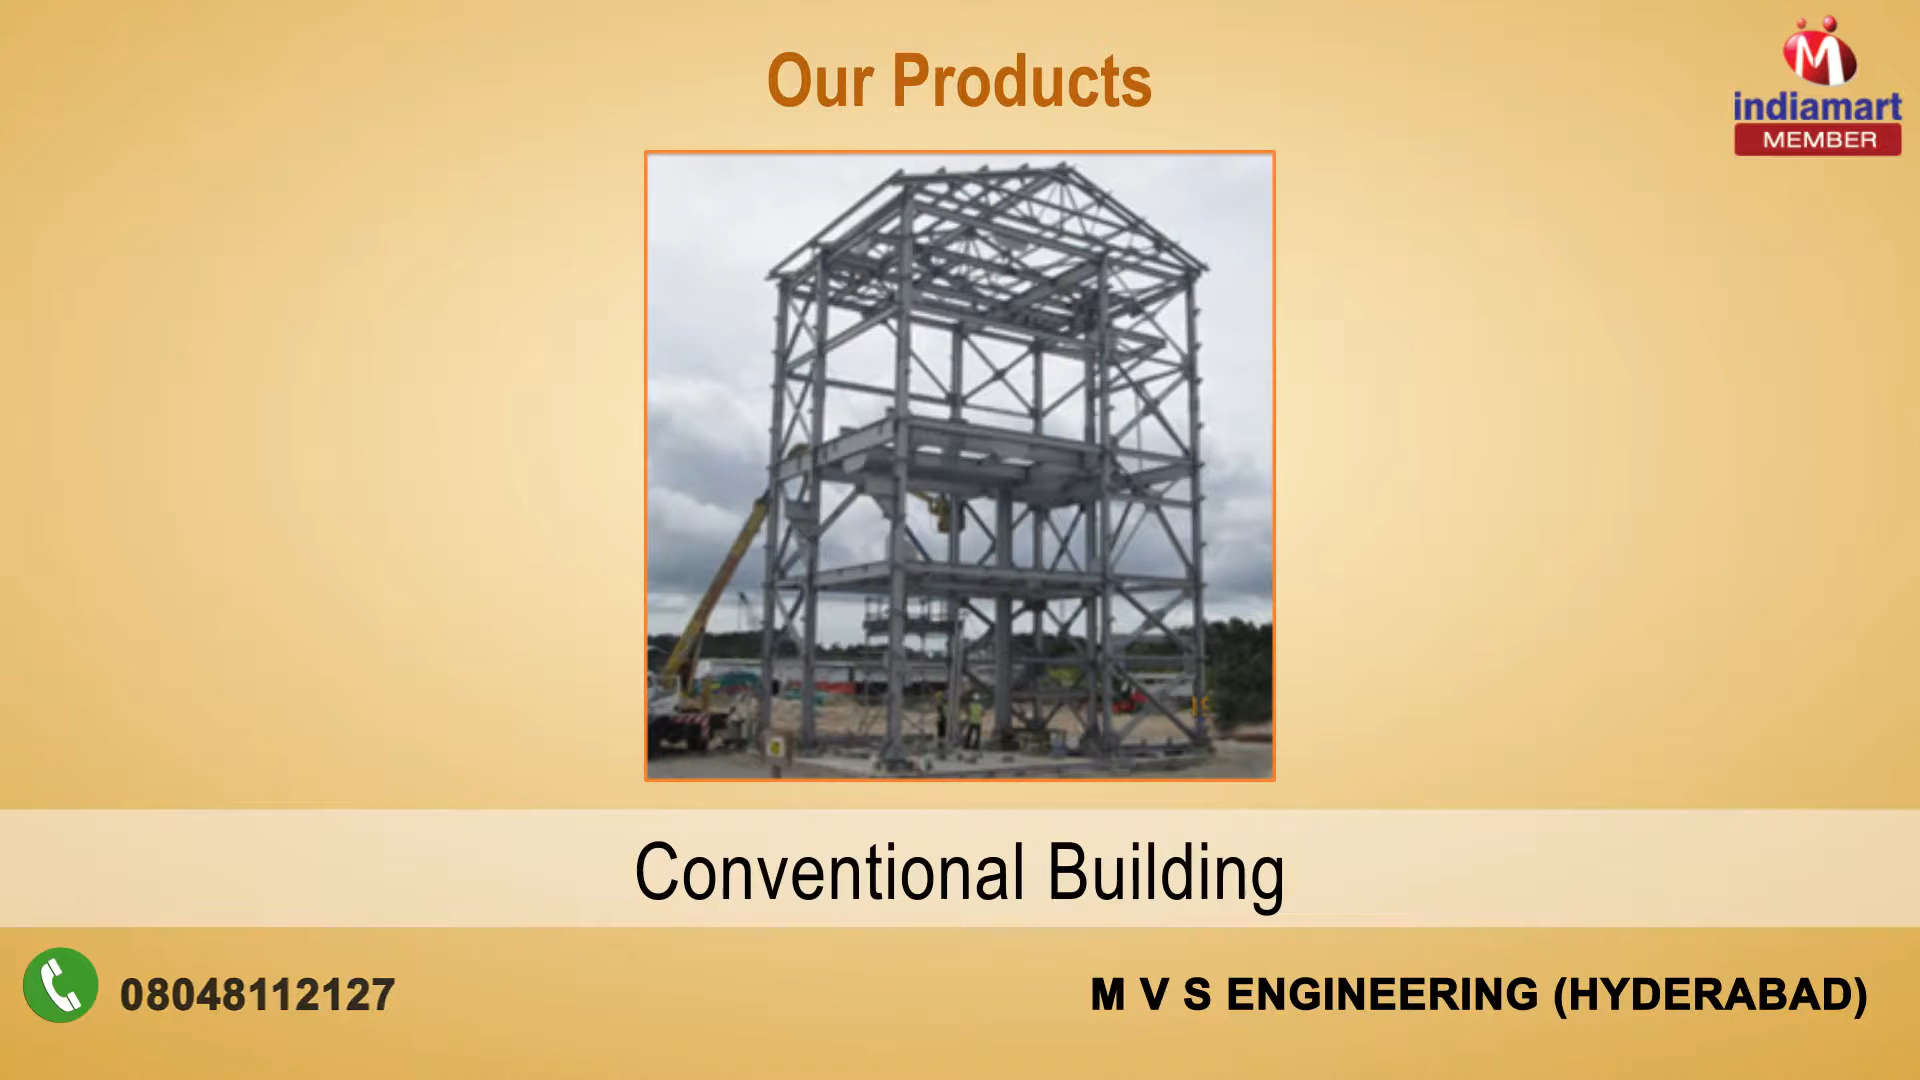 Our Products
indiamart
MEMBER
Conventional Building
08048112127
M V S ENGINEERING (HYDERABAD)